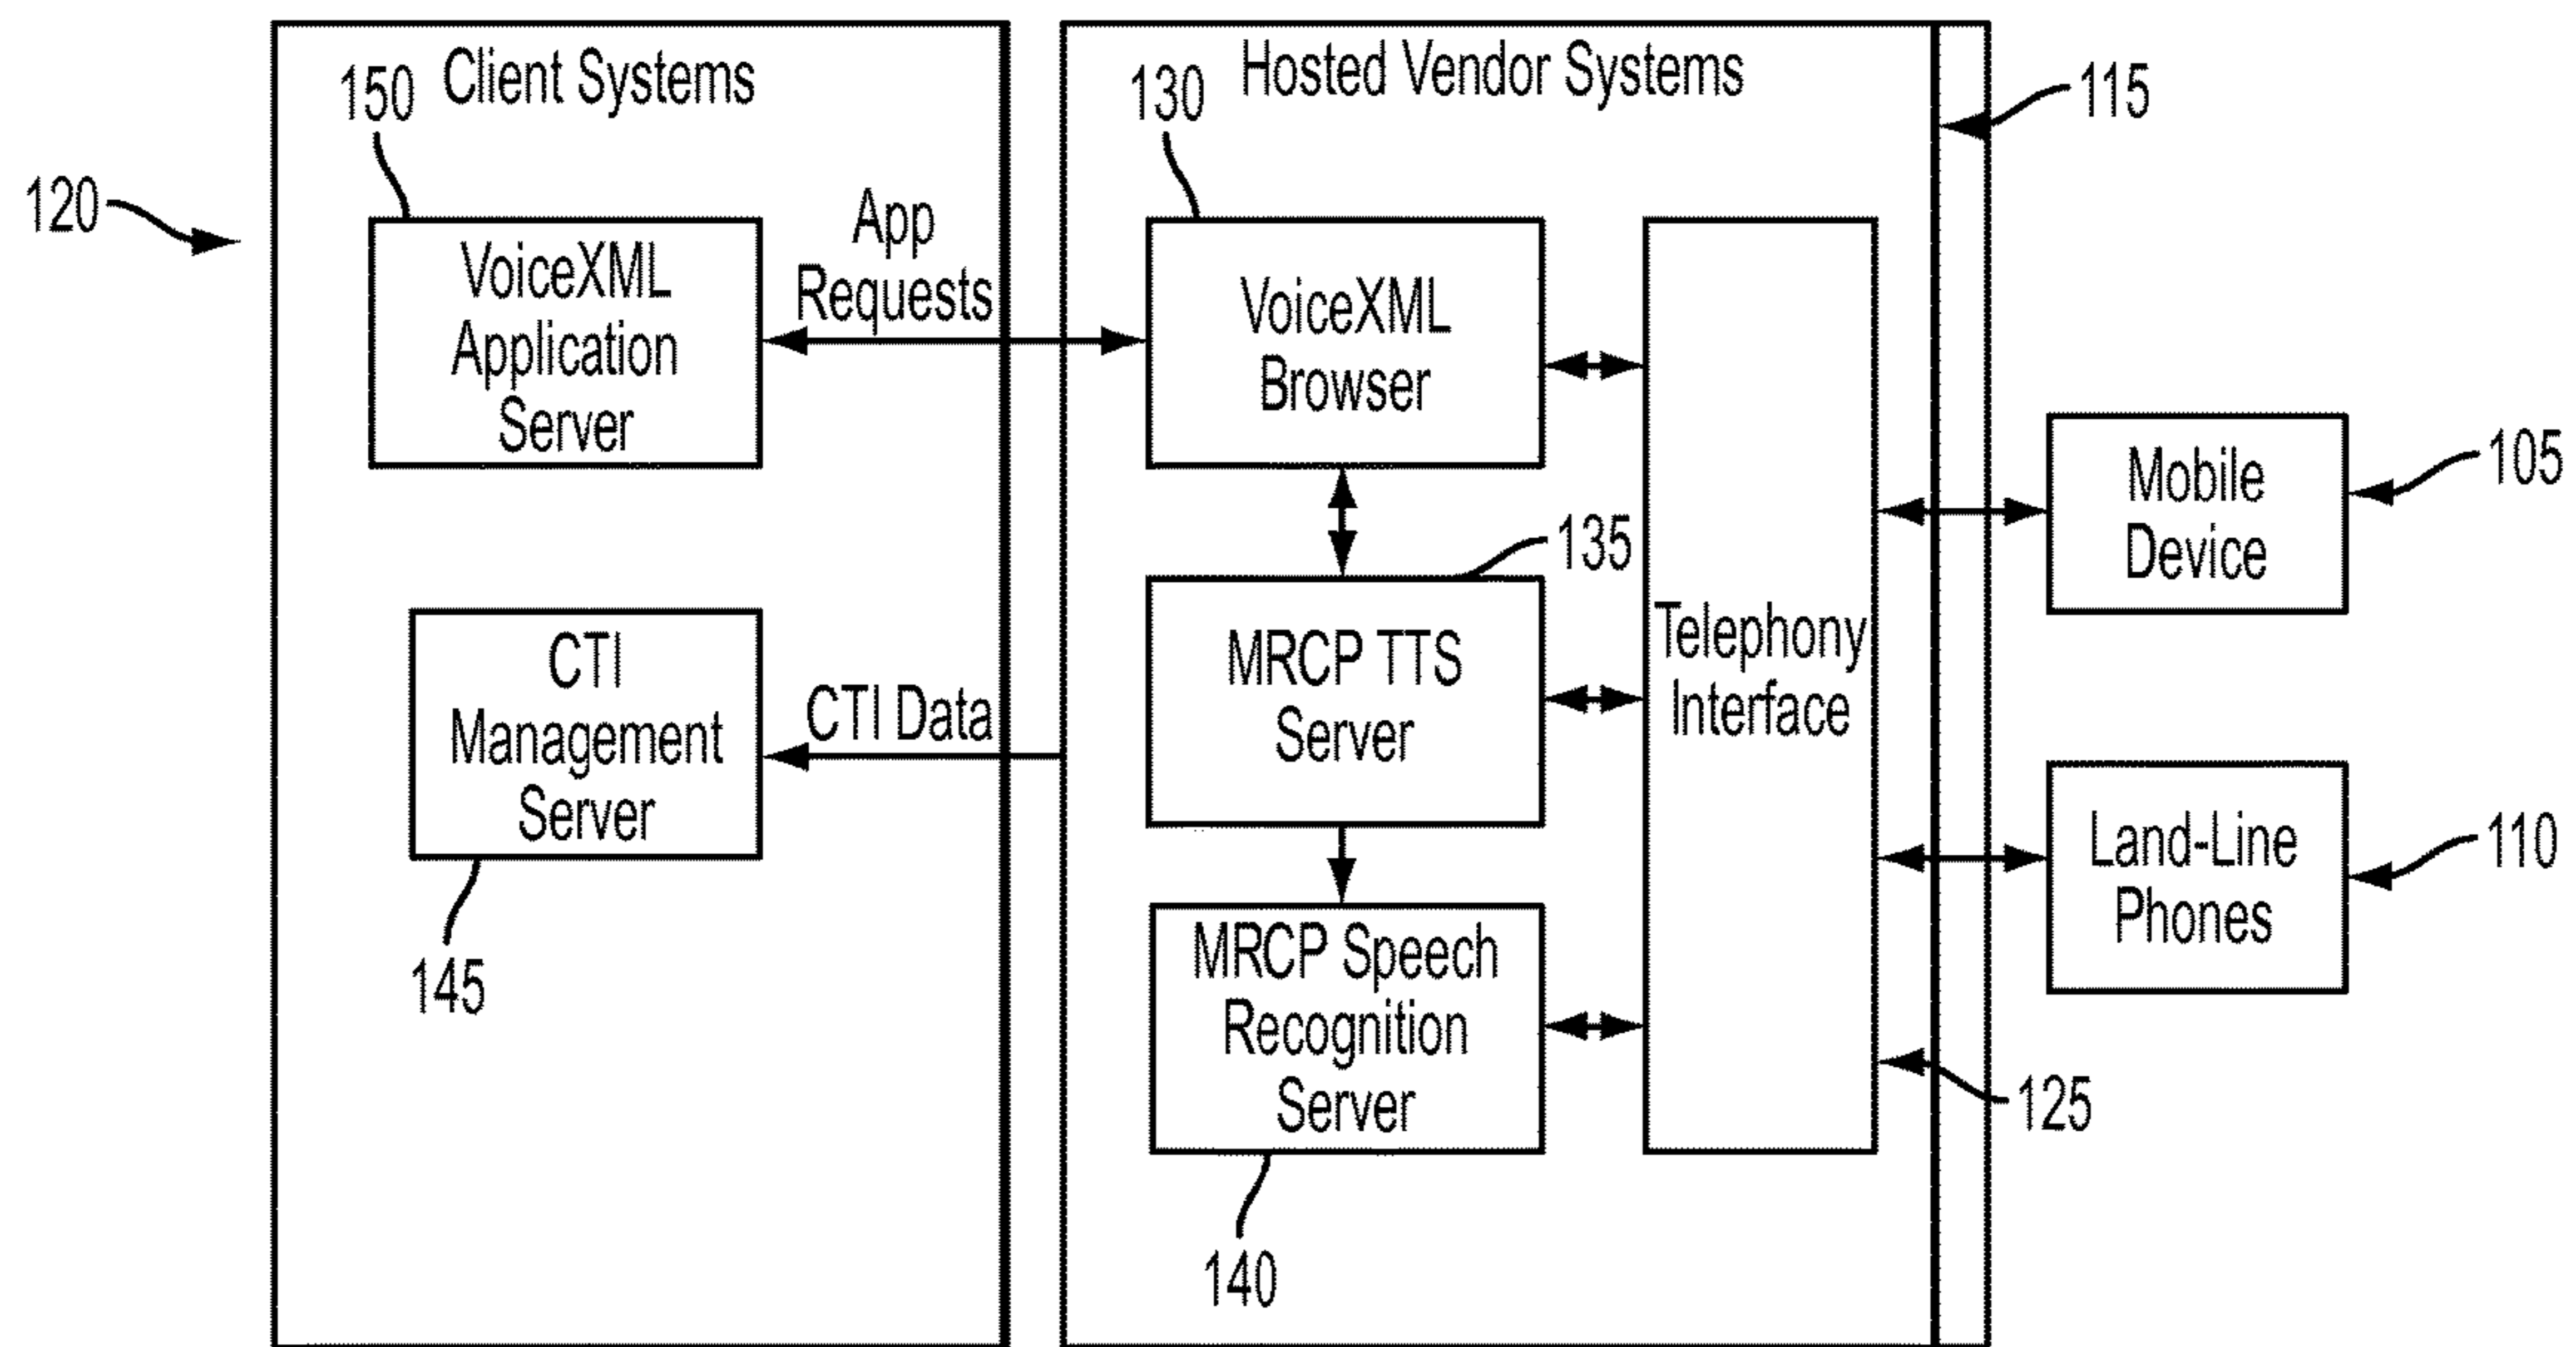 Client Systems
150
120
VoiceXML
Application
Server
App
Requests
CTI
Management
Server
145
CTI Data
Hosted Vendor Systems
130
115
VoiceXML
Browser
135
MRCP TTS
Server
MRCP Speech
Recognition
Server
140
Telephony
Interface
125
Mobile
Device
105
Land-Line
Phones
110